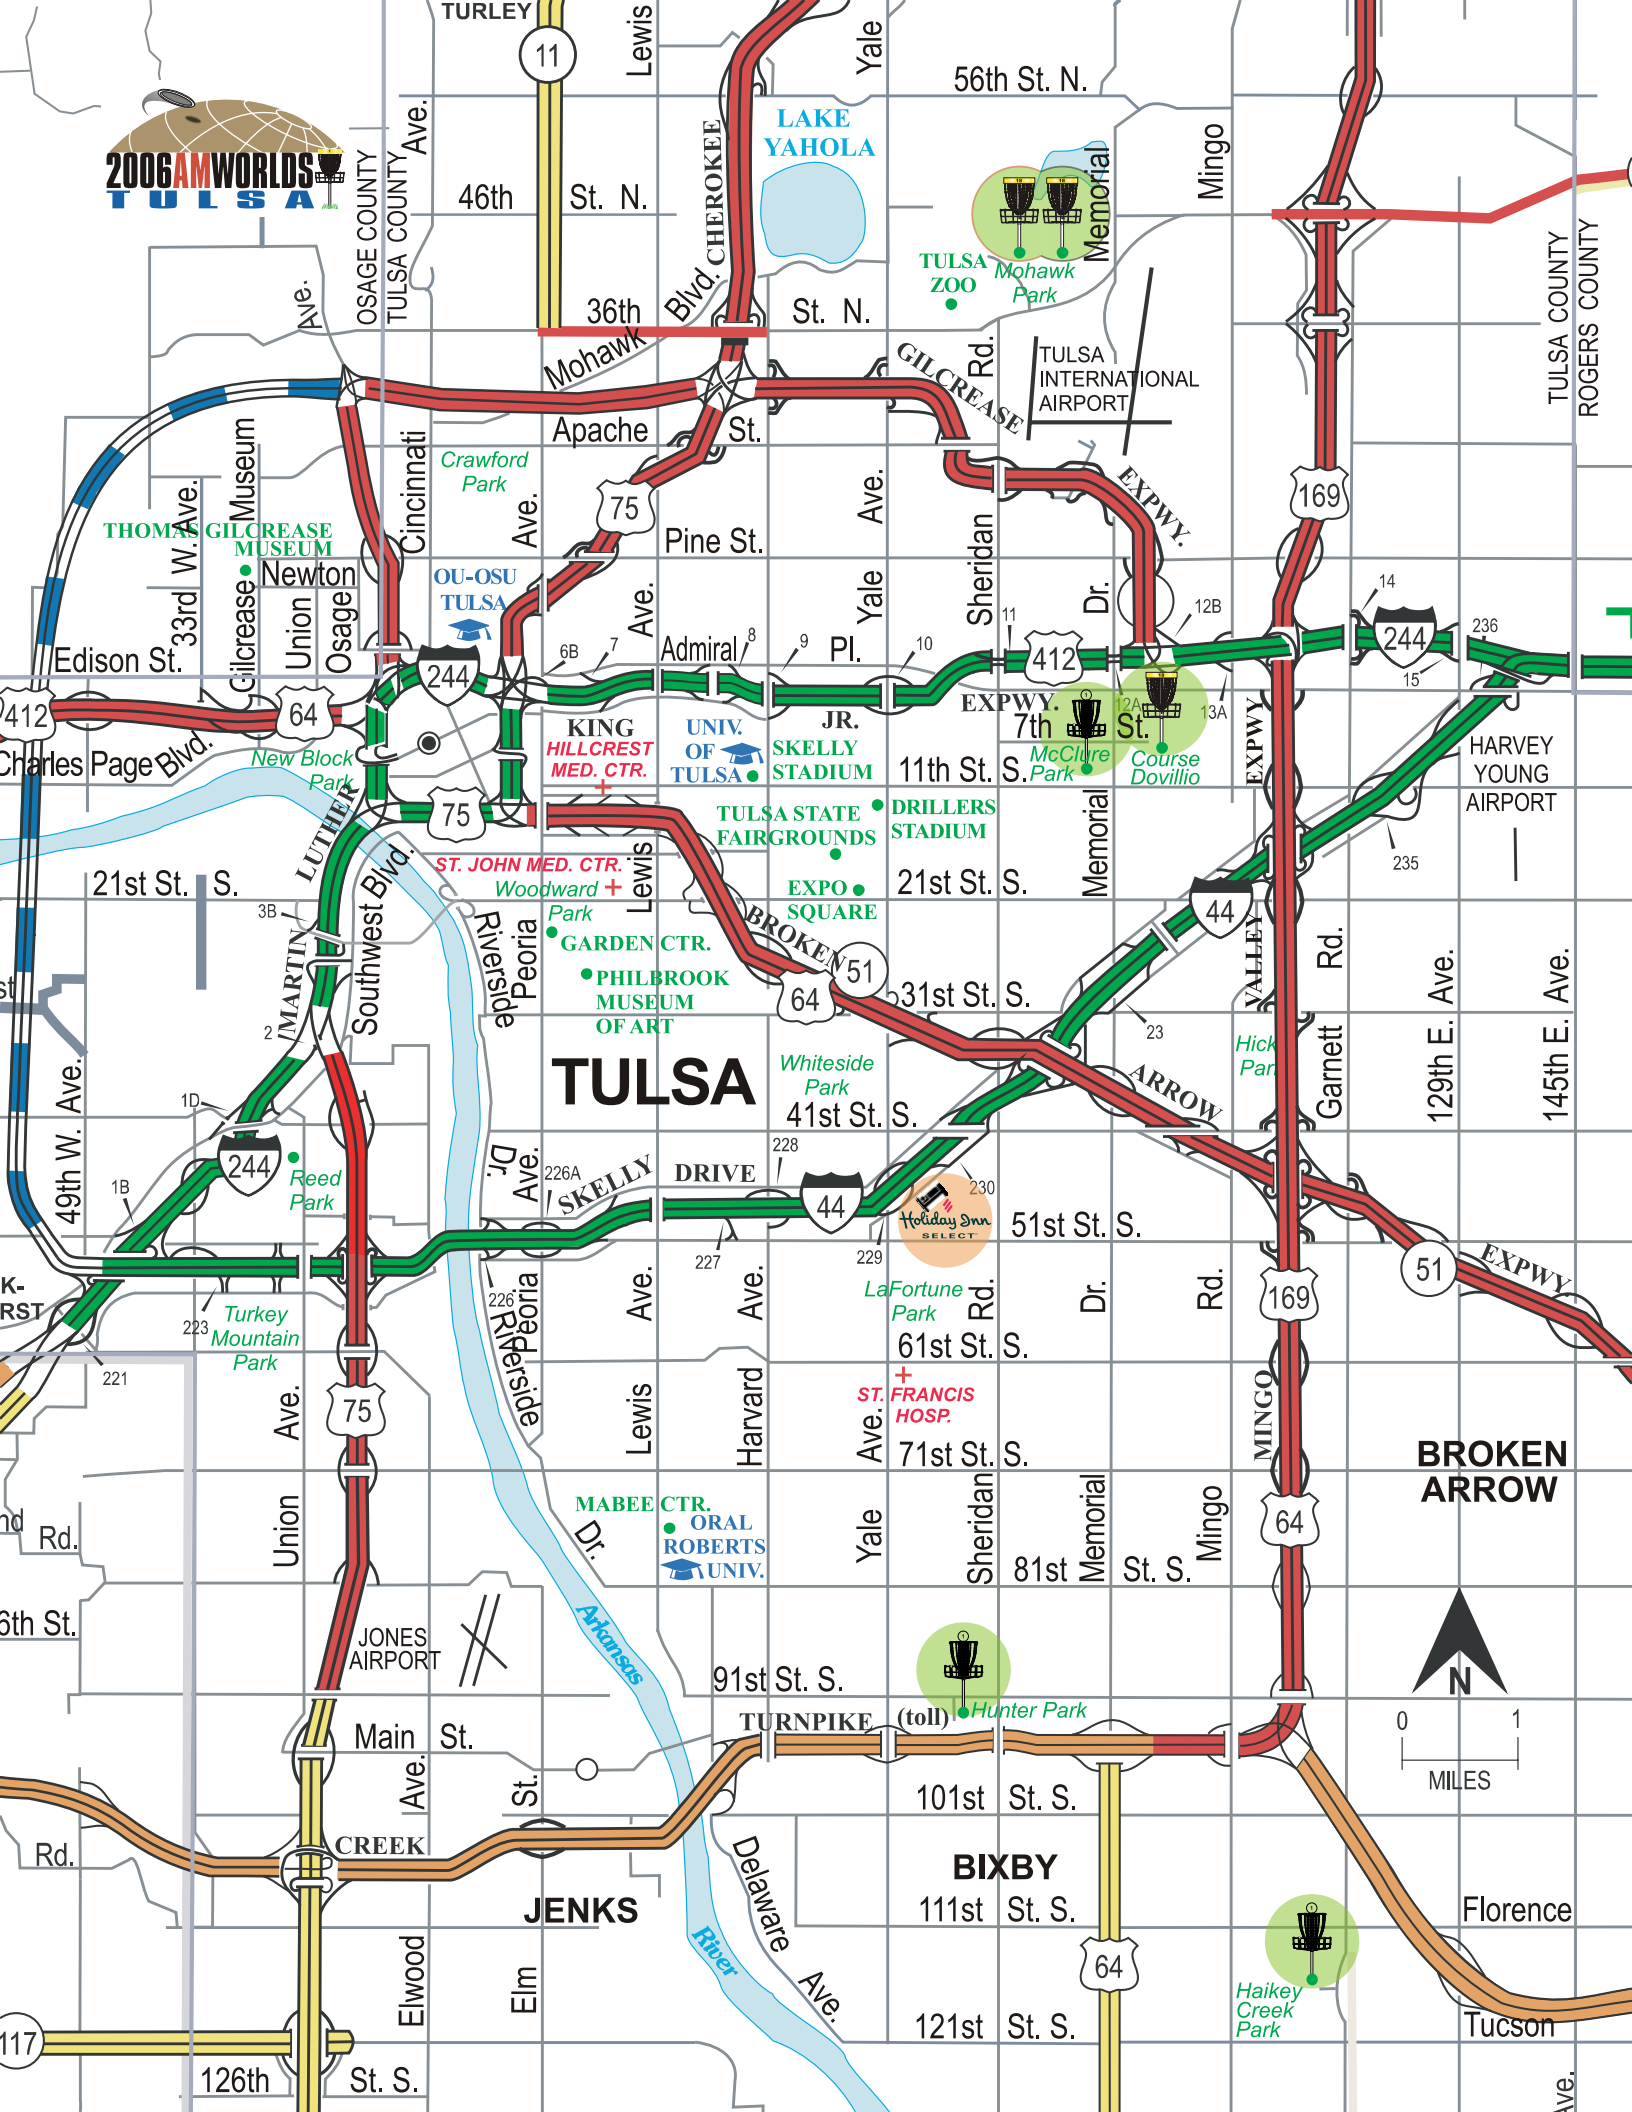 TURLEY
11
Lewis
Yale
56th St. N.
LAKE
YAHOLA
CHEROKEE
Ave.
Memorial
Mingo
2006AMWORLDS
TULSA
OSAGE COUNTY
TULSA COUNTY
46th St. N.
TULSA
ZOO
Mohawk
Park
TULSA COUNTY
ROGERS COUNTY
Ave.
36th St. N.
Mohawk Blvd.
GILCREASE
EXPWY.
Rd.
TULSA
INTERNATIONAL
AIRPORT
Apache St.
Crawford
Park
Cincinnati
Gilcrease Museum
33rd W. Ave.
75
169
Ave.
Ave.
THOMAS GILCREASE
MUSEUM
Pine St.
Newton
Union
Osage
OU-OSU
TULSA
Ave.
Yale
Sheridan
Dr.
12B
14
Edison St.
244
6B
7
Admiral Pl.
8
9
10
11
412
244
236
15
412
64
EXPWY.
12A
13A
Charles Page Blvd.
New Block
Park
KING
JR.
HILLCREST
MED. CTR.
UNIV.
OF
TULSA
SKELLY
STADIUM
7th St.
McClure
Park
Course
Dovillio
EXPWY
HARVEY
YOUNG
AIRPORT
11th St. S.
75
LUTHER
TULSA STATE
FAIRGROUNDS
DRILLERS
STADIUM
Memorial
235
ST. JOHN MED. CTR.
Woodward
Park
Lewis
21st St. S.
3B
Southwest Blvd.
EXPO
SQUARE
21st St. S.
44
Riverside
Peoria
GARDEN CTR.
PHILBROOK
MUSEUM
OF ART
BROKEN
51
64
31st St. S.
VALLEY
Rd.
129th E. Ave.
145th E. Ave.
st
MARTIN
2
23
TULSA
Whiteside
Park
Garnett
49th W. Ave.
1D
41st St. S.
ARROW
244
Reed
Park
1B
Dr.
Ave.
226A
SKELLY DRIVE
228
44
230
Holiday Inn
SELECT
51st St. S.
227
229
51
EXPWY.
226
Riverside
Peoria
Ave.
Ave.
LaFortune
Park
Rd.
Dr.
Rd.
169
223
Turkey
Mountain
Park
221
61st St. S.
75
Ave.
Lewis
Harvard
ST. FRANCIS
HOSP.
Ave.
71st St. S.
MINGO
BROKEN
ARROW
Union
MABEE CTR.
ORAL
ROBERTS
UNIV.
Yale
Sheridan
Memorial
Mingo
64
Rd.
Dr.
81st St. S.
6th St.
JONES
AIRPORT
Arkansas
91st St. S.
Hunter Park
N
Main St.
TURNPIKE (toll)
0 1
MILES
Ave.
St.
101st St. S.
Rd.
CREEK
Delaware
BIXBY
JENKS
111st St. S.
Florence
River
64
Elwood
Elm
Ave.
Haikey
Creek
Park
117
121st St. S.
Tucson
126th St. S.
Ave.